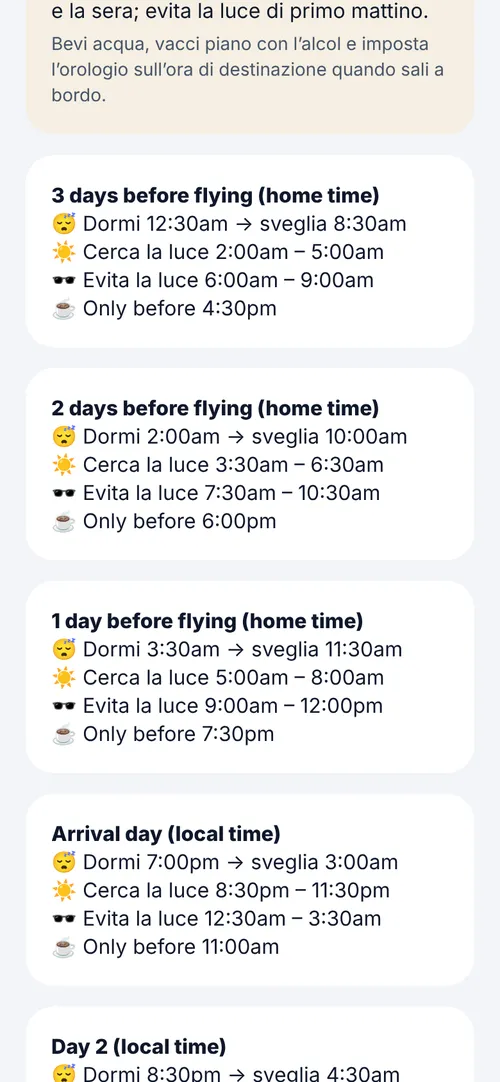 e la sera; evita la luce di primo mattino.
Bevi acqua, vacci piano con l’alcol e imposta
l’orologio sull’ora di destinazione quando sali a
bordo.
3 days before flying (home time)
😴 Dormi 12:30am → sveglia 8:30am
☀️ Cerca la luce 2:00am – 5:00am
🕶️ Evita la luce 6:00am – 9:00am
☕ Only before 4:30pm
2 days before flying (home time)
😴 Dormi 2:00am → sveglia 10:00am
☀️ Cerca la luce 3:30am – 6:30am
🕶️ Evita la luce 7:30am – 10:30am
☕ Only before 6:00pm
1 day before flying (home time)
😴 Dormi 3:30am → sveglia 11:30am
☀️ Cerca la luce 5:00am – 8:00am
🕶️ Evita la luce 9:00am – 12:00pm
☕ Only before 7:30pm
Arrival day (local time)
😴 Dormi 7:00pm → sveglia 3:00am
☀️ Cerca la luce 8:30pm – 11:30pm
🕶️ Evita la luce 12:30am – 3:30am
☕ Only before 11:00am
Day 2 (local time)
😴 Dormi 8:30pm → sveglia 4:30am